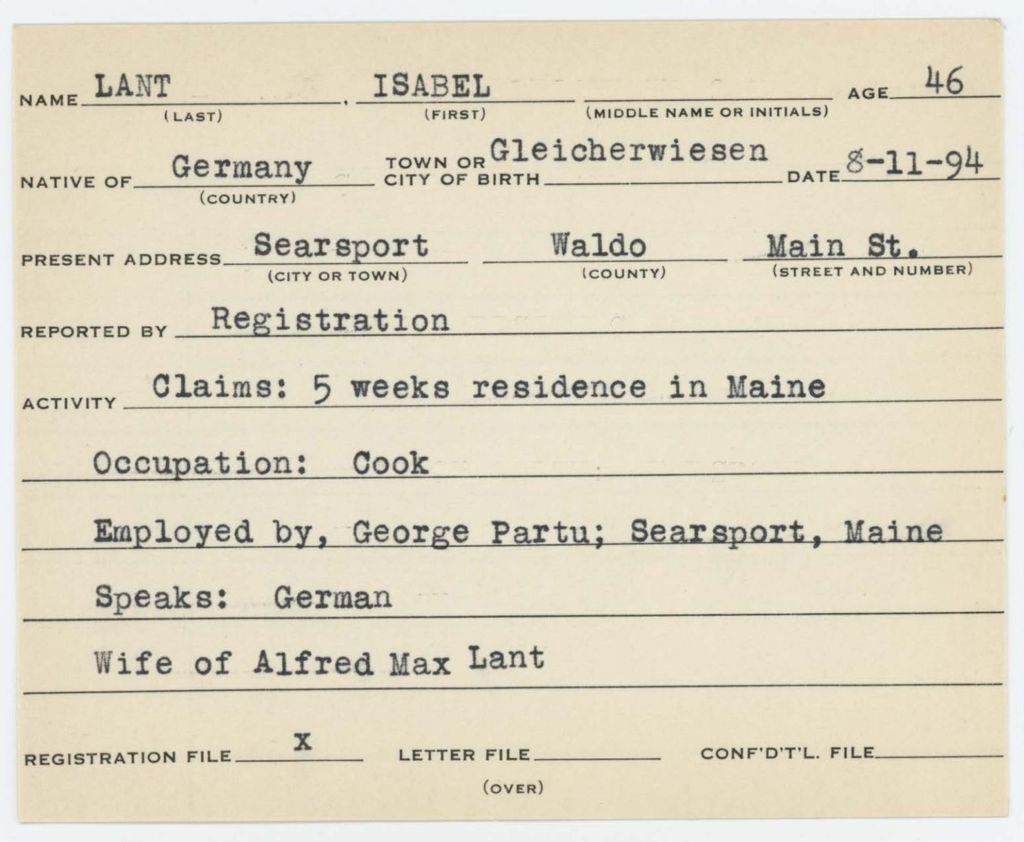 NAME LANT , ISABEL AGE 46
(LAST) (FIRST) (MIDDLE NAME OR INITIALS)
NATIVE OF Germany TOWN OR CITY OF BIRTH Gleicherwiesen DATE 8-11-94
(COUNTRY)
PRESENT ADDRESS Searsport Waldo Main St.
(CITY OR TOWN) (COUNTY) (STREET AND NUMBER)
REPORTED BY Registration
ACTIVITY Claims: 5 weeks residence in Maine
Occupation: Cook
Employed by, George Partu; Searsport, Maine
Speaks: German
Wife of Alfred Max Lant
REGISTRATION FILE X LETTER FILE CONF'D'T'L. FILE
(OVER)